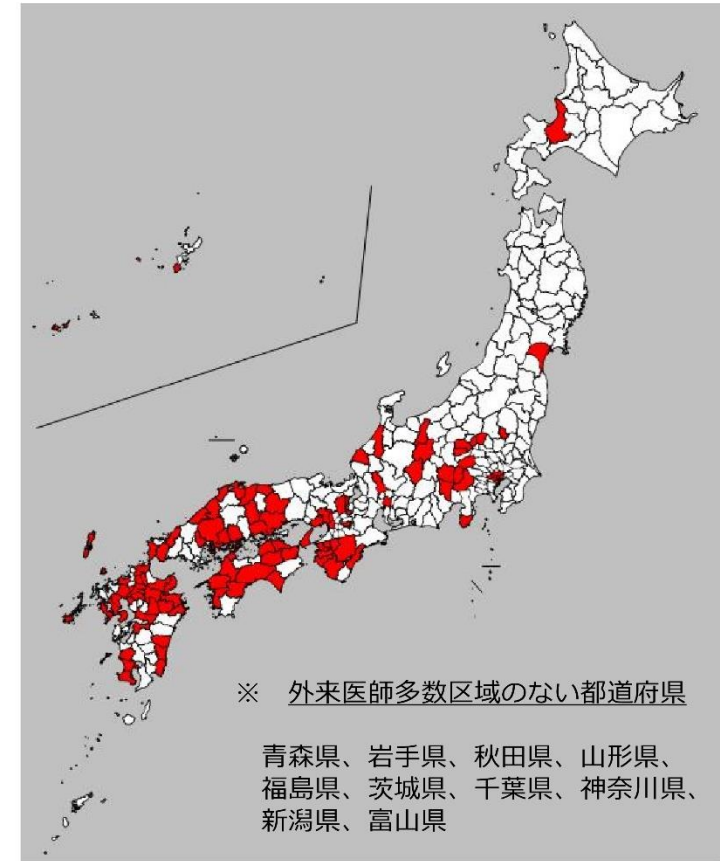 ※ 外来医師多数区域のない都道府県
青森県、岩手県、秋田県、山形県、
福島県、茨城県、千葉県、神奈川県、
新潟県、富山県